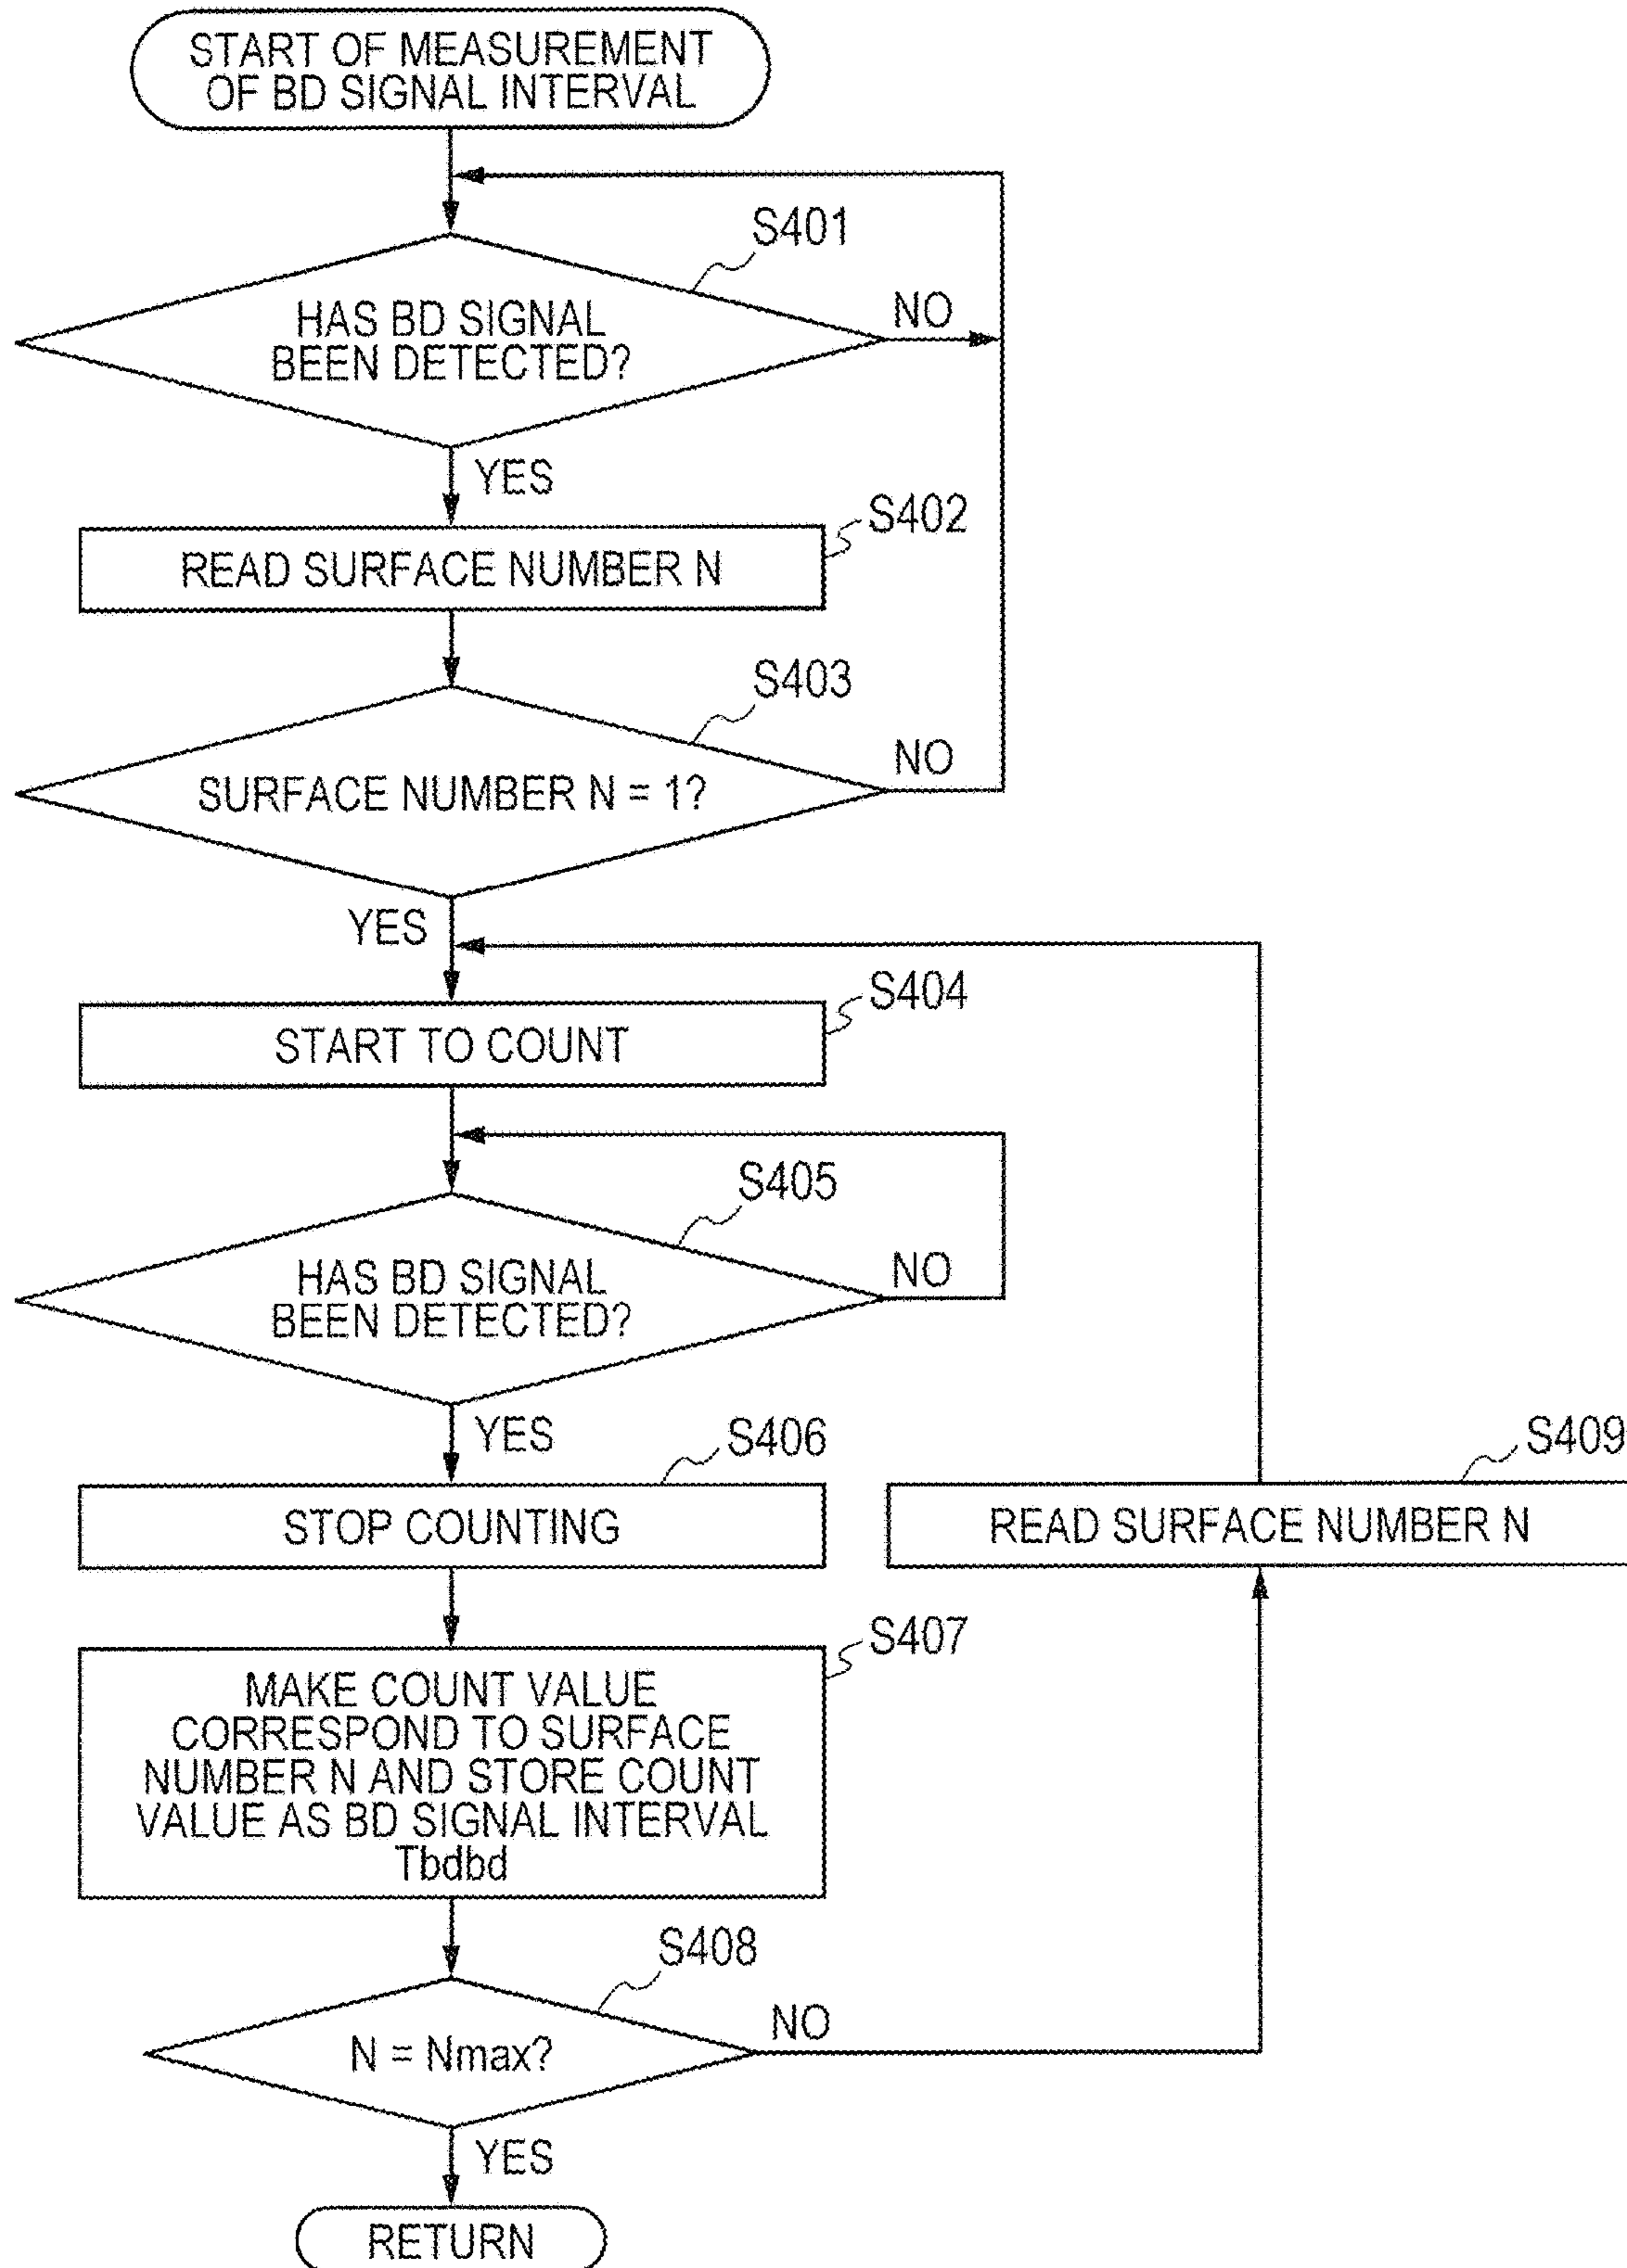 START OF MEASUREMENT
OF BD SIGNAL INTERVAL
S401
HAS BD SIGNAL
BEEN DETECTED?
NO
YES
S402
READ SURFACE NUMBER N
S403
SURFACE NUMBER N = 1?
NO
YES
S404
START TO COUNT
S405
HAS BD SIGNAL
BEEN DETECTED?
NO
YES
S406
STOP COUNTING
S409
READ SURFACE NUMBER N
S407
MAKE COUNT VALUE
CORRESPOND TO SURFACE
NUMBER N AND STORE COUNT
VALUE AS BD SIGNAL INTERVAL
Tbdbd
S408
N = Nmax?
NO
YES
RETURN